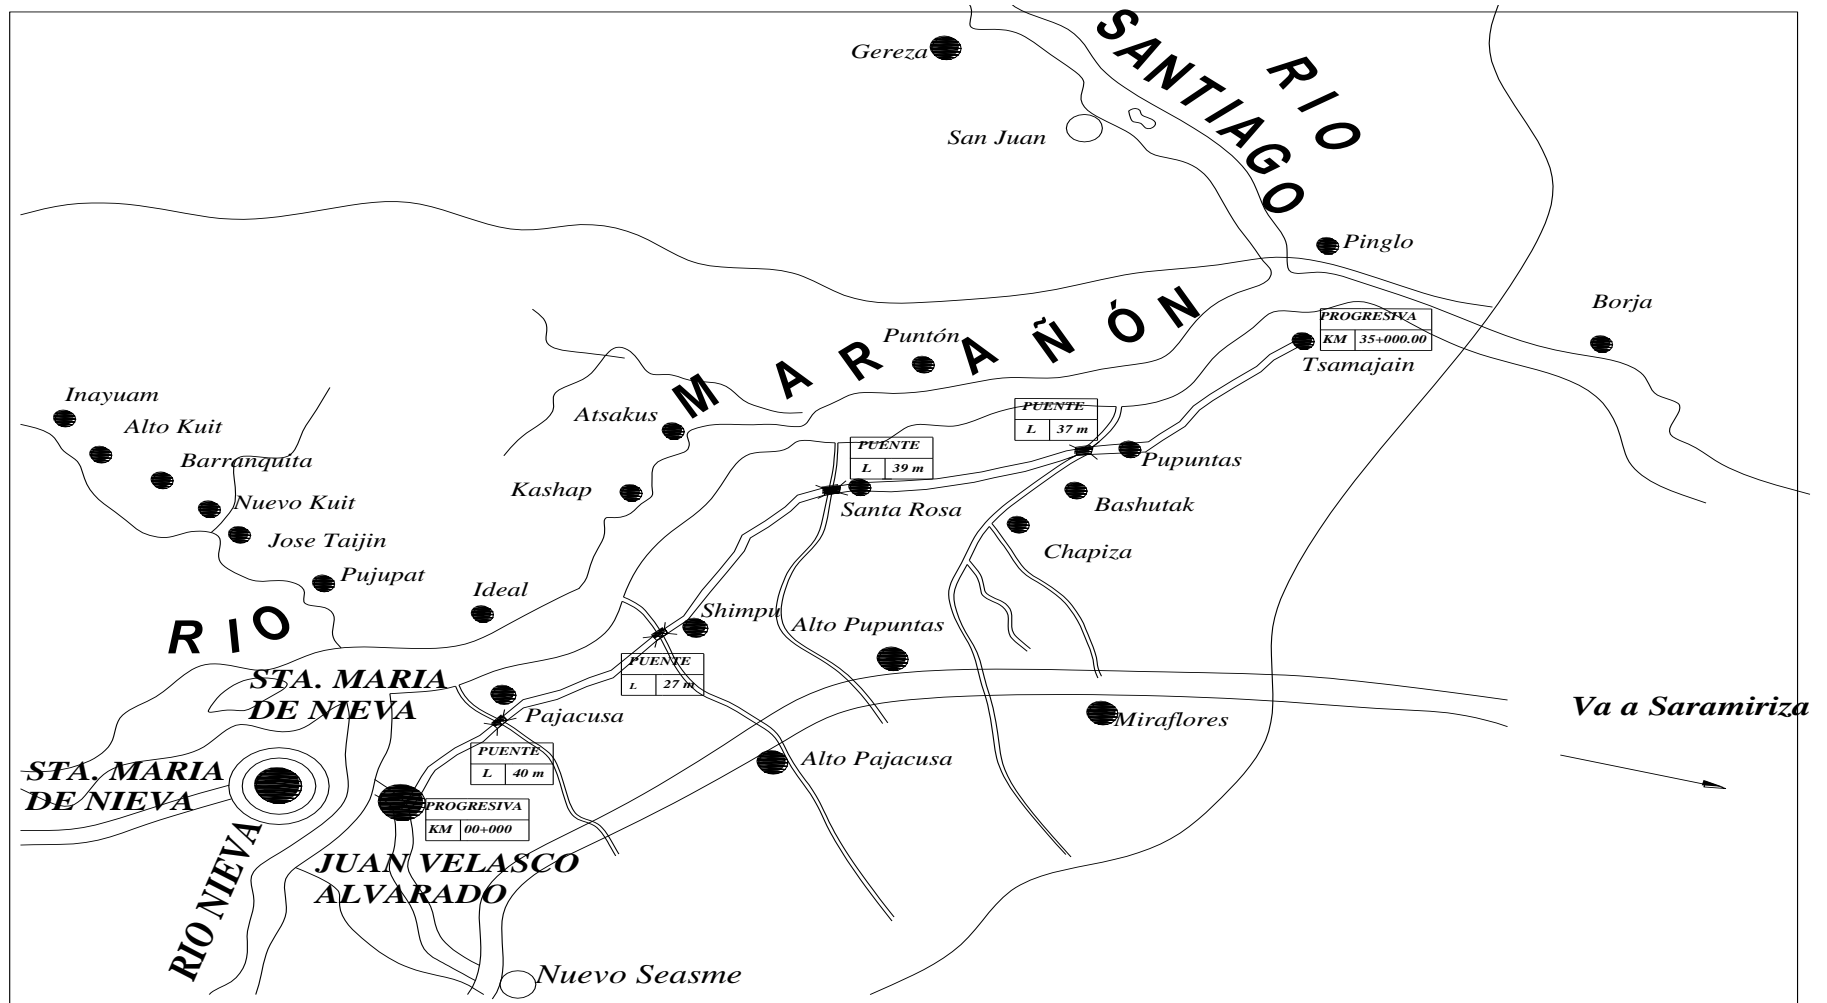 Gereza
RIO
SANTIAGO
San Juan
Pinglo
Borja
RIO
MARAÑÓN
Puntón
PROGRESIVA
KM 35+000.00
Tsamajain
Inayuam
Alto Kuit
Barranquita
Nuevo Kuit
Jose Taijin
Pujupat
Atsakus
Kashap
Ideal
PUENTE
L 37 m
PUENTE
L 39 m
Pupuntas
Bashutak
Santa Rosa
Chapiza
Shimpu
Alto Pupuntas
PUENTE
L 27 m
STA. MARIA
DE NIEVA
Pajacusa
Miraflores
Va a Saramiriza
PUENTE
L 40 m
Alto Pajacusa
STA. MARIA
DE NIEVA
PROGRESIVA
KM 00+000
JUAN VELASCO
ALVARADO
RIO NIEVA
Nuevo Seasme